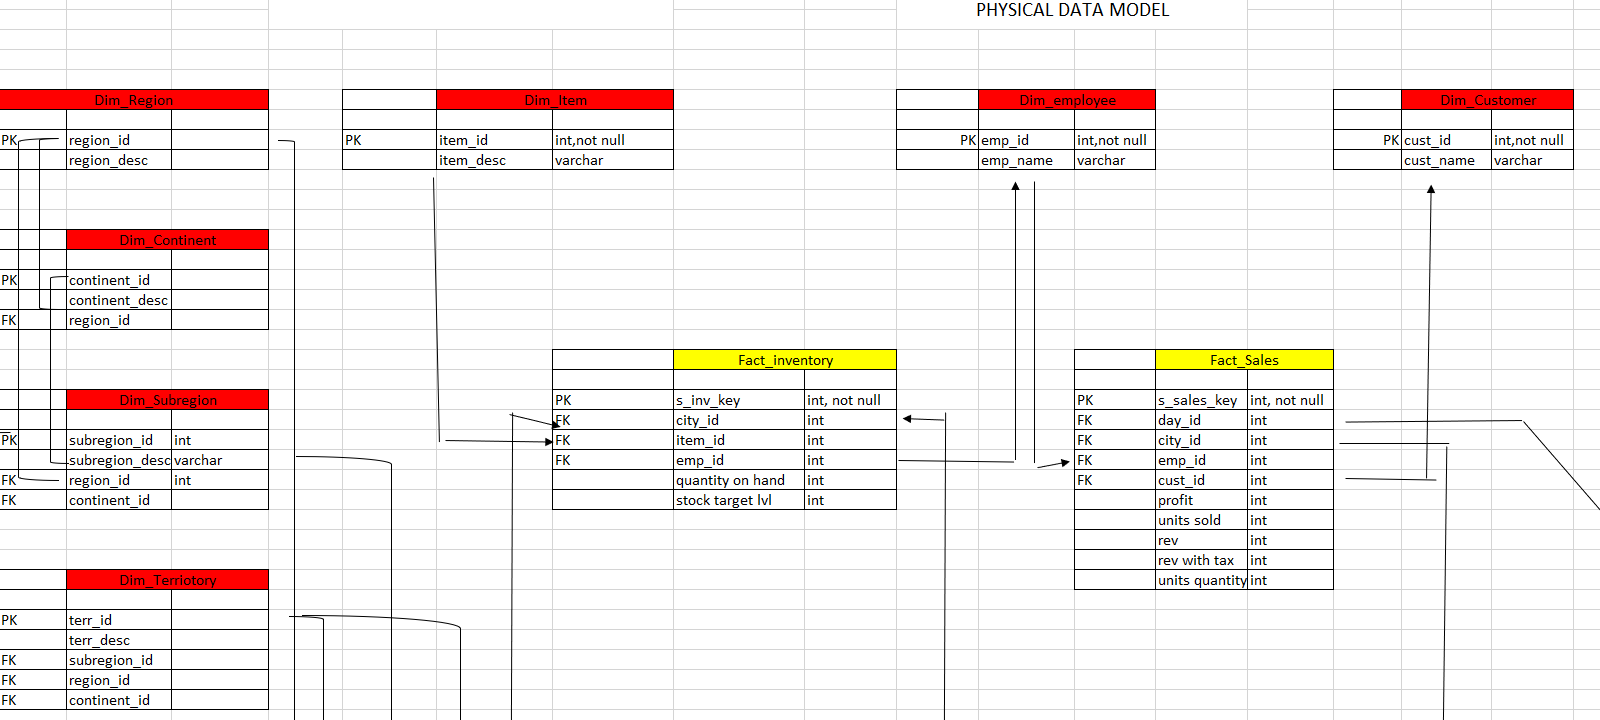 PHYSICAL DATA MODEL
Dim_Region
PK region_id
region_desc
Dim_Item
PK item_id int,not null
item_desc varchar
Dim_employee
PK emp_id int,not null
emp_name varchar
Dim_Customer
PK cust_id int,not null
cust_name varchar
Dim_Continent
PK continent_id
continent_desc
FK region_id
Dim_Subregion
PK subregion_id int
subregion_desc varchar
FK region_id int
FK continent_id
Dim_Terriotory
PK terr_id
terr_desc
FK subregion_id
FK region_id
FK continent_id
Fact_inventory
PK s_inv_key int, not null
FK city_id int
FK item_id int
FK emp_id int
quantity on hand int
stock target lvl int
Fact_Sales
PK s_sales_key int, not null
FK day_id int
FK city_id int
FK emp_id int
FK cust_id int
profit int
units sold int
rev int
rev with tax int
units quantity int